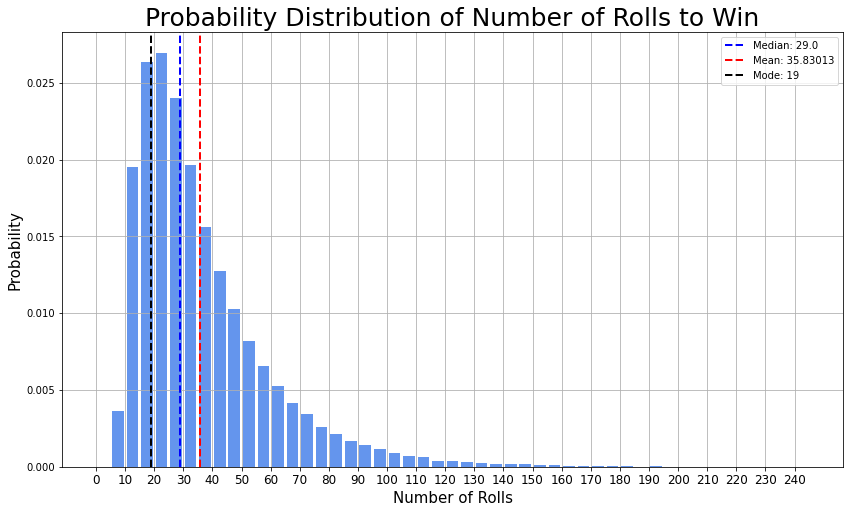 Probability Distribution of Number of Rolls to Win
Median: 29.0
Mean: 35.83013
Mode: 19
Probability
0.025
0.020
0.015
0.010
0.005
0.000
0 10 20 30 40 50 60 70 80 90 100 110 120 130 140 150 160 170 180 190 200 210 220 230 240
Number of Rolls